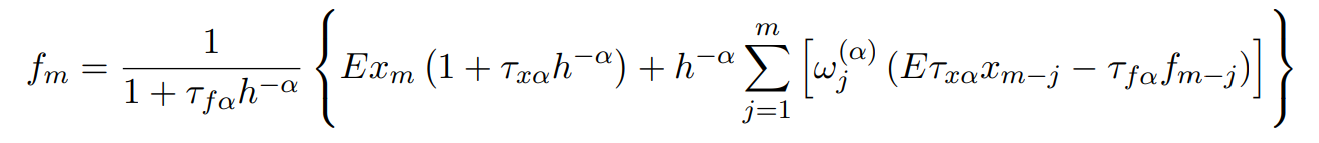 f_m = \frac{1}{1 + \tau_{f\alpha} h^{-\alpha}} \left\{ E x_m \left( 1 + \tau_{x\alpha} h^{-\alpha} \right) + h^{-\alpha} \sum_{j=1}^{m} \left[ \omega_j^{(\alpha)} \left( E \tau_{x\alpha} x_{m-j} - \tau_{f\alpha} f_{m-j} \right) \right] \right\}